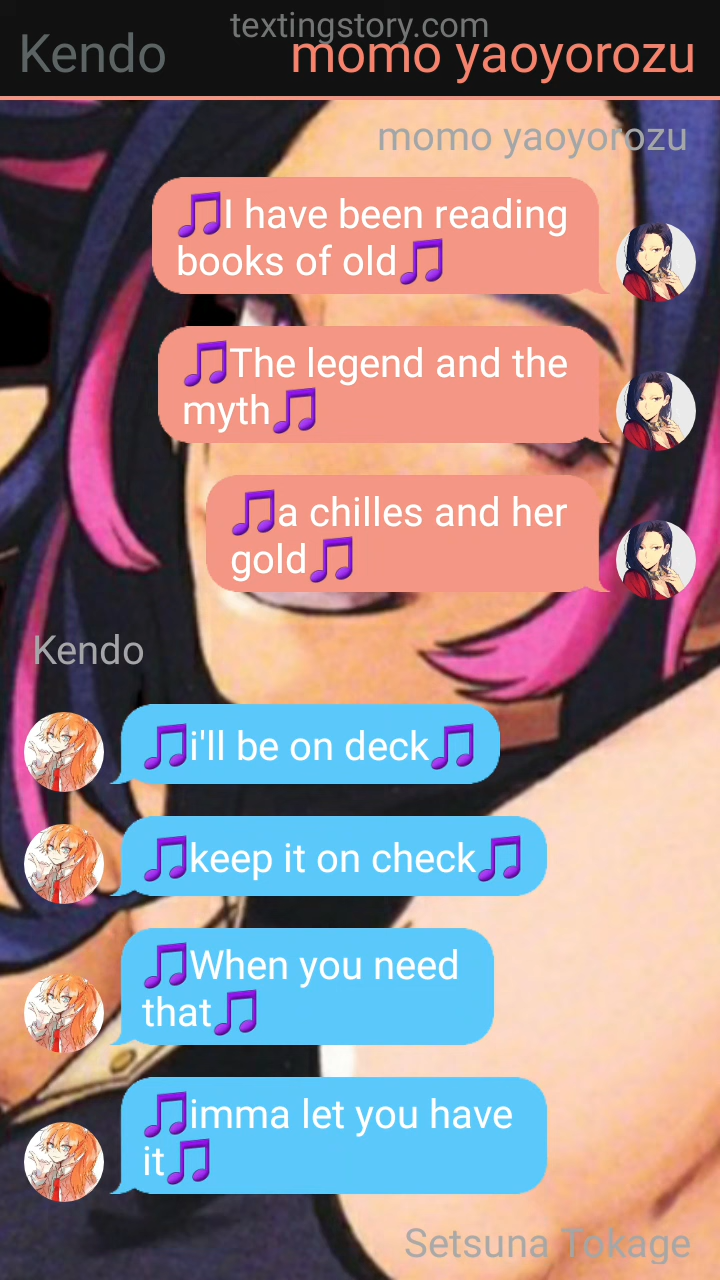 textingstory.com
Kendo momo yaoyorozu
momo yaoyorozu
🎵I have been reading
books of old🎵
🎵The legend and the
myth🎵
🎵a chilles and her
gold🎵
Kendo
🎵i'll be on deck🎵
🎵keep it on check🎵
🎵When you need
that🎵
🎵imma let you have
it🎵
Setsuna Tokage